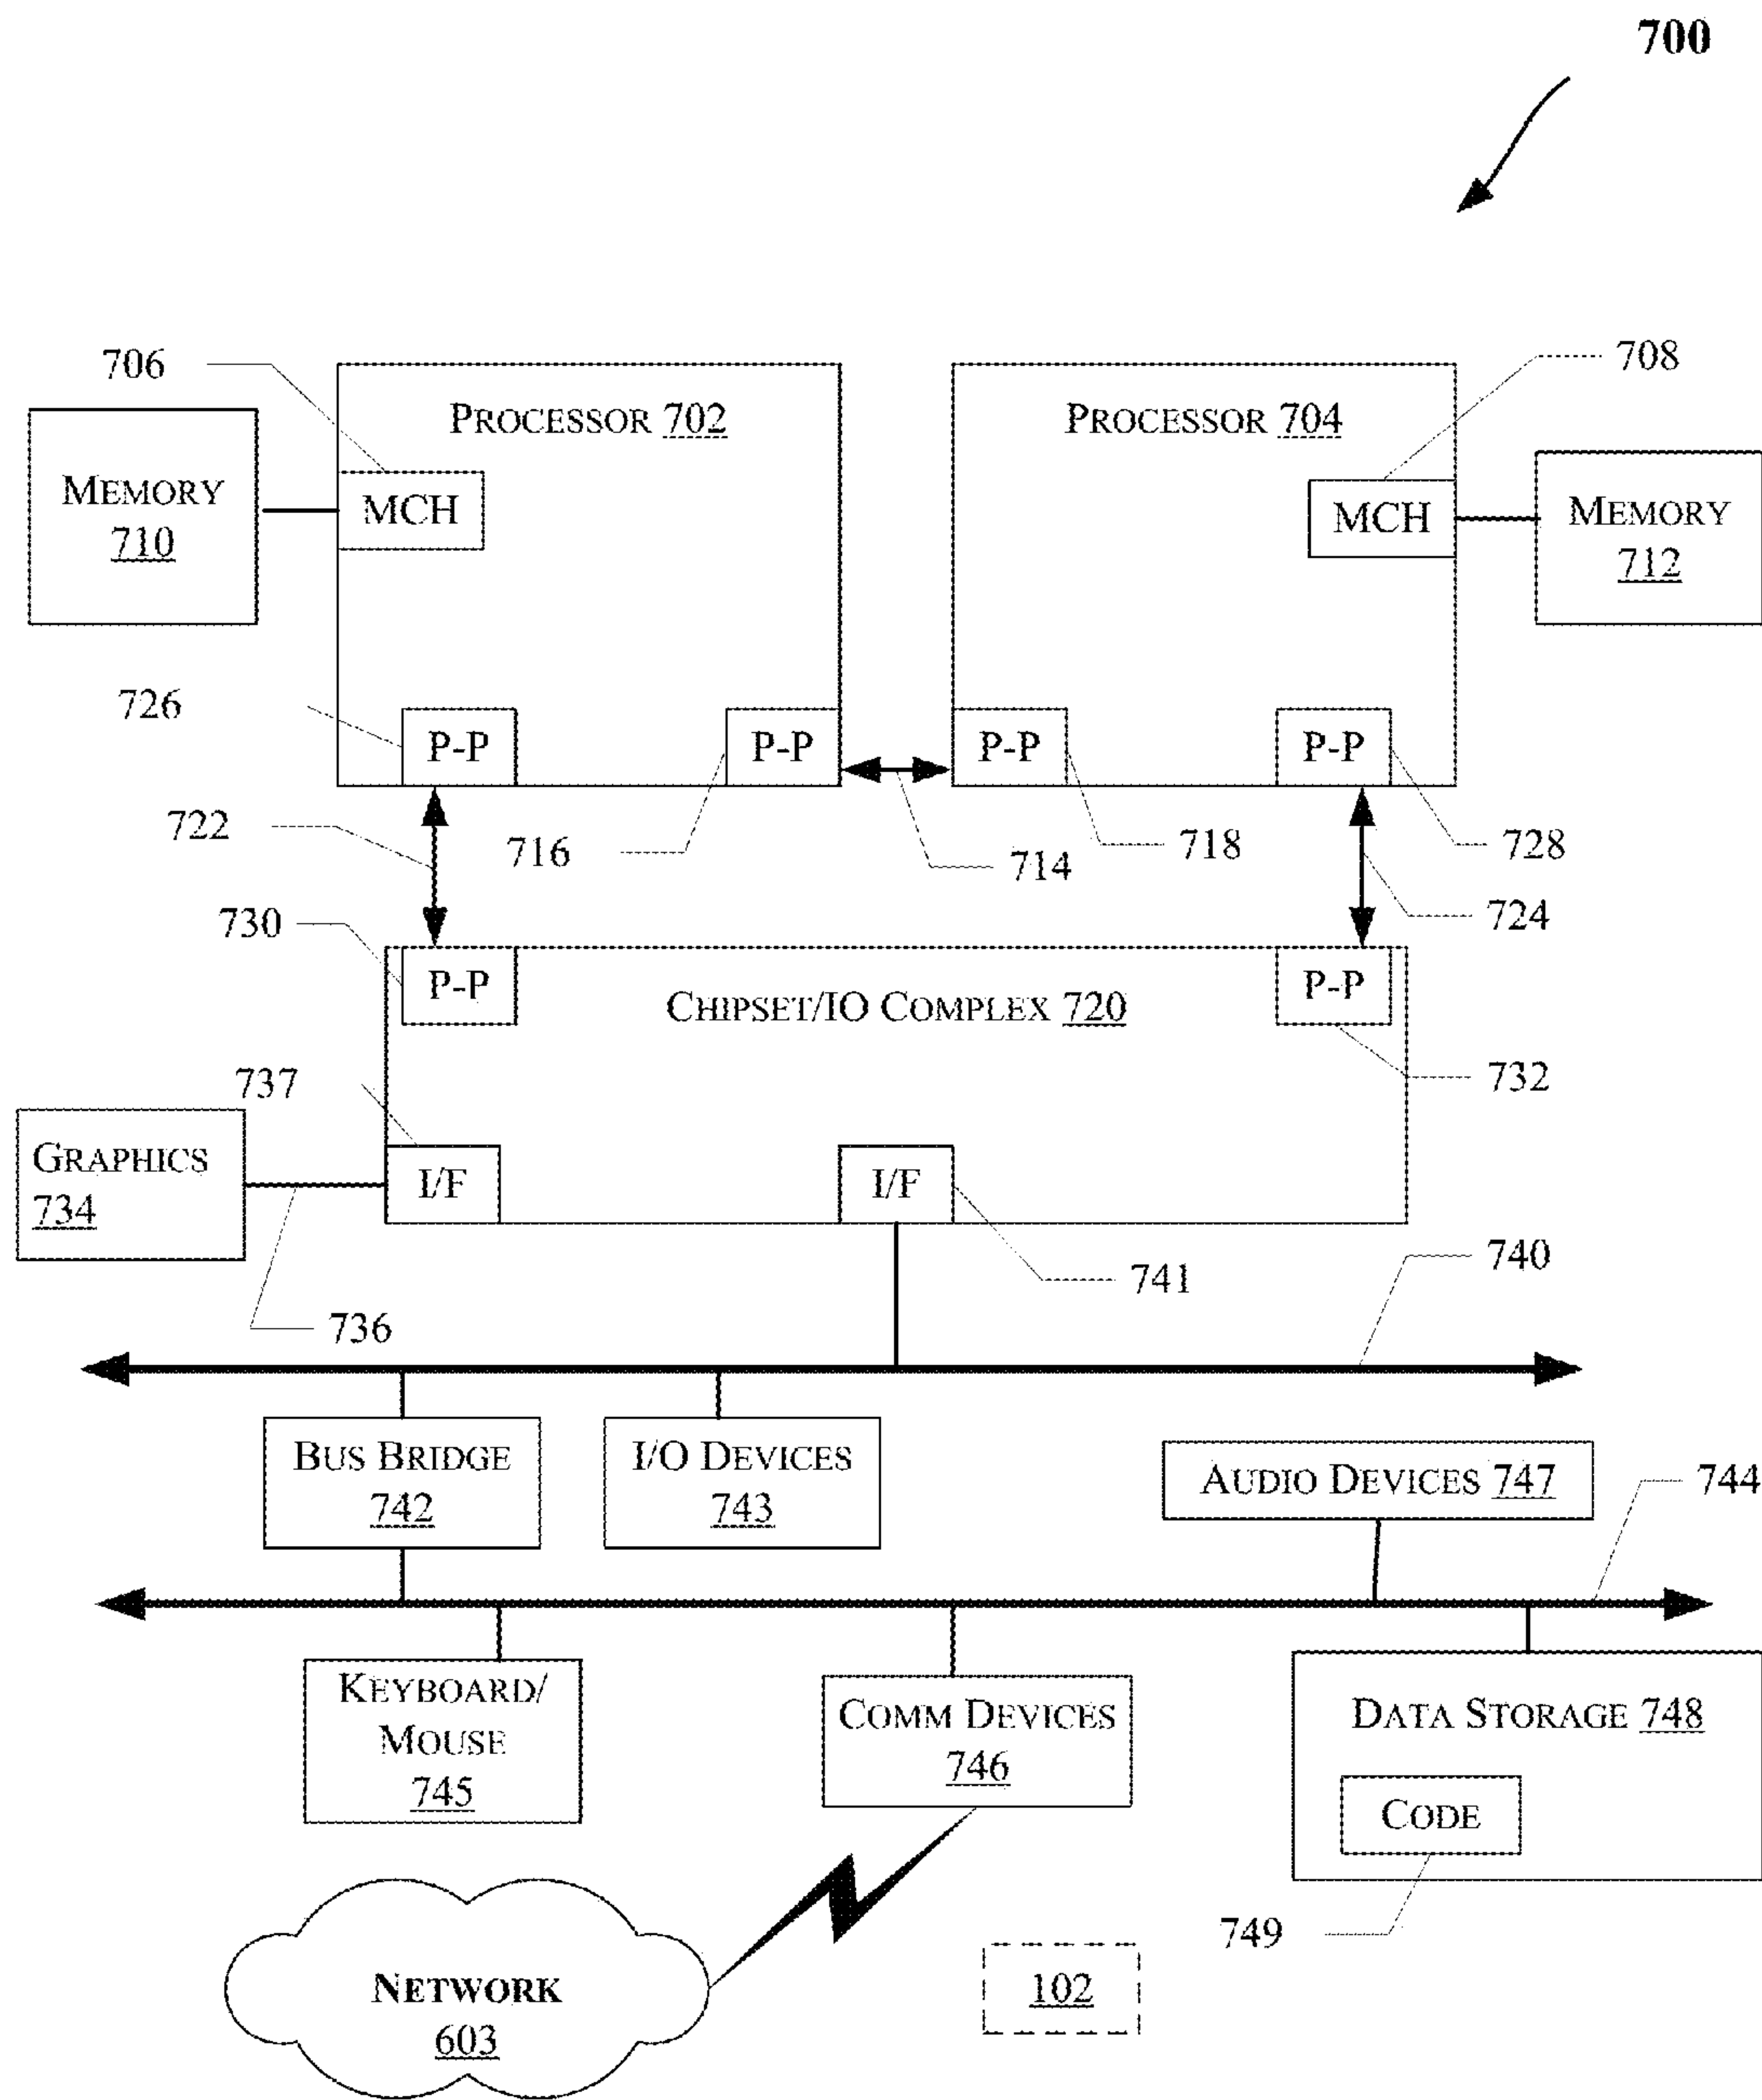 700
706
708
PROCESSOR 702
PROCESSOR 704
MEMORY
710
MCH
MCH
MEMORY
712
726
P-P
P-P
P-P
P-P
722
716
714
718
728
730
724
P-P
CHIPSET/IO COMPLEX 720
P-P
737
732
GRAPHICS
734
I/F
I/F
741
740
736
BUS BRIDGE
742
I/O DEVICES
743
AUDIO DEVICES 747
744
KEYBOARD/
MOUSE
745
COMM DEVICES
746
DATA STORAGE 748
CODE
749
NETWORK
603
102